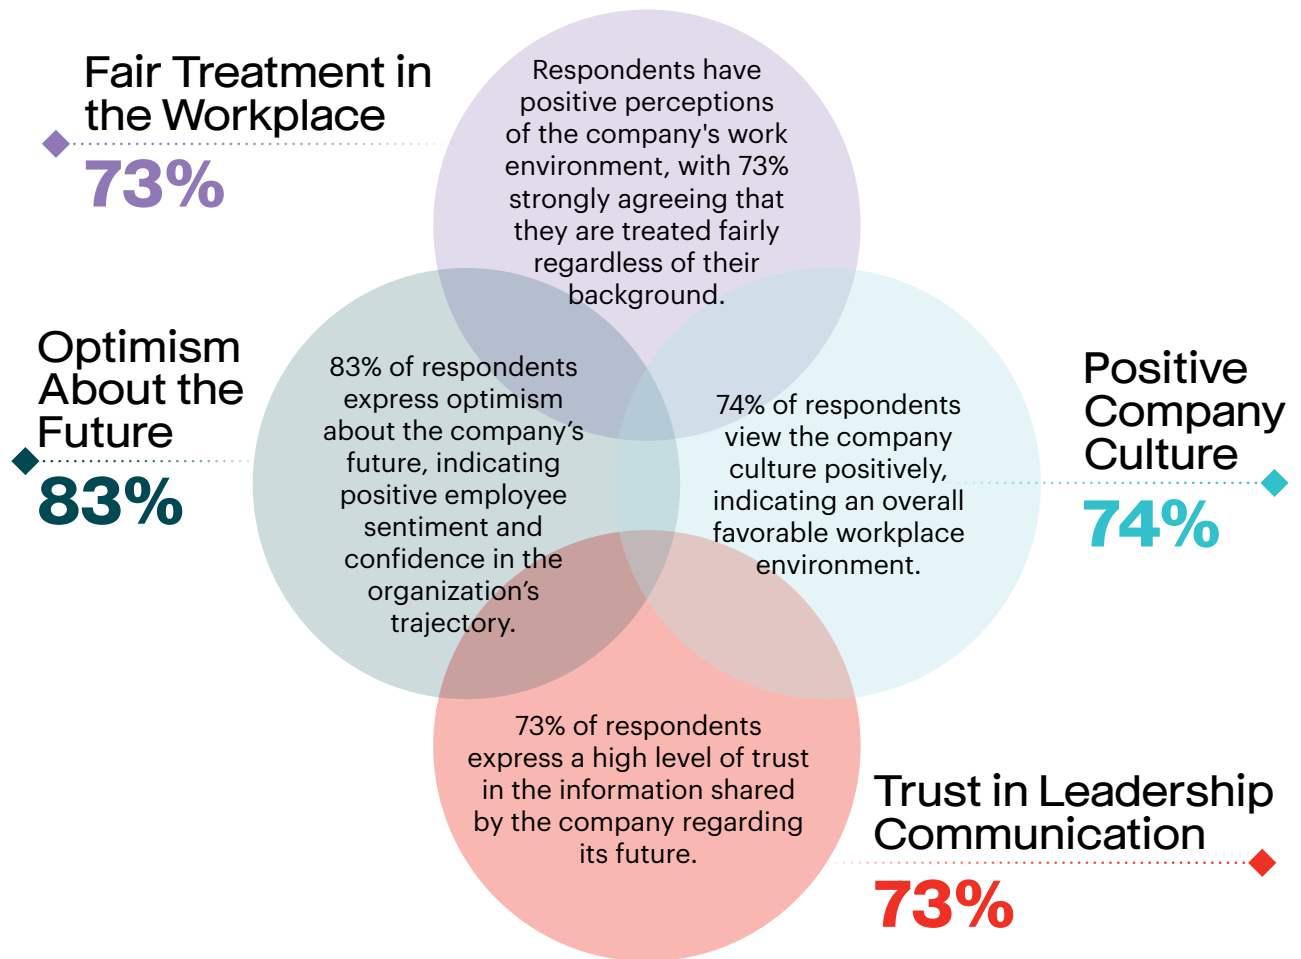 Fair Treatment in
the Workplace
73%
Respondents have
positive perceptions
of the company's work
environment, with 73%
strongly agreeing that
they are treated fairly
regardless of their
background.
Optimism
About the
Future
83%
83% of respondents
express optimism
about the company’s
future, indicating
positive employee
sentiment and
confidence in the
organization’s
trajectory.
74% of respondents
view the company
culture positively,
indicating an overall
favorable workplace
environment.
Positive
Company
Culture
74%
73% of respondents
express a high level of trust
in the information shared
by the company regarding
its future.
Trust in Leadership
Communication
73%